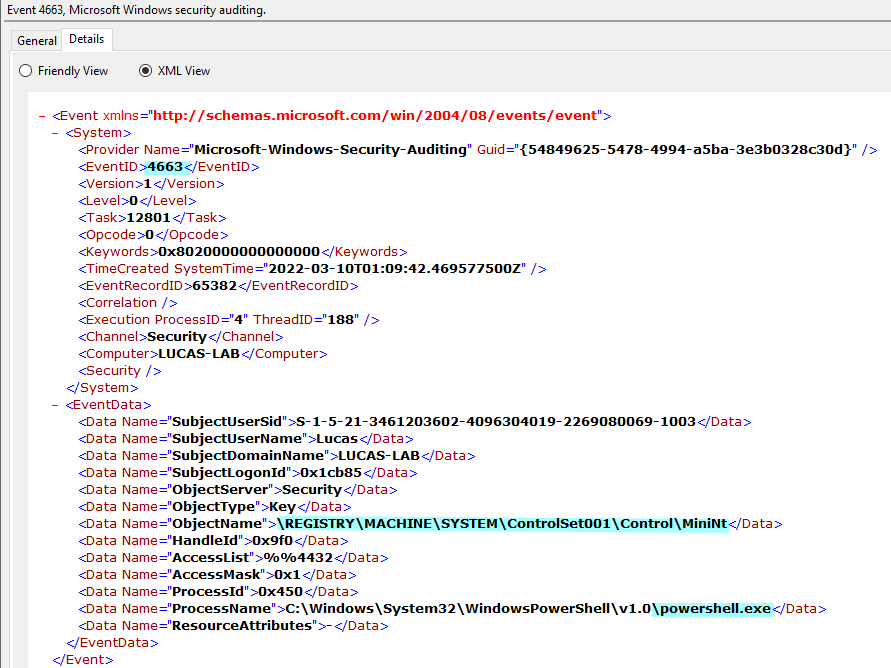 Event 4663, Microsoft Windows security auditing.
General Details
Friendly View XML View
- <Event xmlns="http://schemas.microsoft.com/win/2004/08/events/event">
- <System>
<Provider Name="Microsoft-Windows-Security-Auditing" Guid="{54849625-5478-4994-a5ba-3e3b0328c30d}" />
<EventID>4663</EventID>
<Version>1</Version>
<Level>0</Level>
<Task>12801</Task>
<Opcode>0</Opcode>
<Keywords>0x8020000000000000</Keywords>
<TimeCreated SystemTime="2022-03-10T01:09:42.469577500Z" />
<EventRecordID>65382</EventRecordID>
<Correlation />
<Execution ProcessID="4" ThreadID="188" />
<Channel>Security</Channel>
<Computer>LUCAS-LAB</Computer>
<Security />
</System>
- <EventData>
<Data Name="SubjectUserSid">S-1-5-21-3461203602-4096304019-2269080069-1003</Data>
<Data Name="SubjectUserName">Lucas</Data>
<Data Name="SubjectDomainName">LUCAS-LAB</Data>
<Data Name="SubjectLogonId">0x1cb85</Data>
<Data Name="ObjectServer">Security</Data>
<Data Name="ObjectType">Key</Data>
<Data Name="ObjectName">\REGISTRY\MACHINE\SYSTEM\ControlSet001\Control\MiniNt</Data>
<Data Name="HandleId">0x9f0</Data>
<Data Name="AccessList">%%4432</Data>
<Data Name="AccessMask">0x1</Data>
<Data Name="ProcessId">0x450</Data>
<Data Name="ProcessName">C:\Windows\System32\WindowsPowerShell\v1.0\powershell.exe</Data>
<Data Name="ResourceAttributes">-</Data>
</EventData>
</Event>